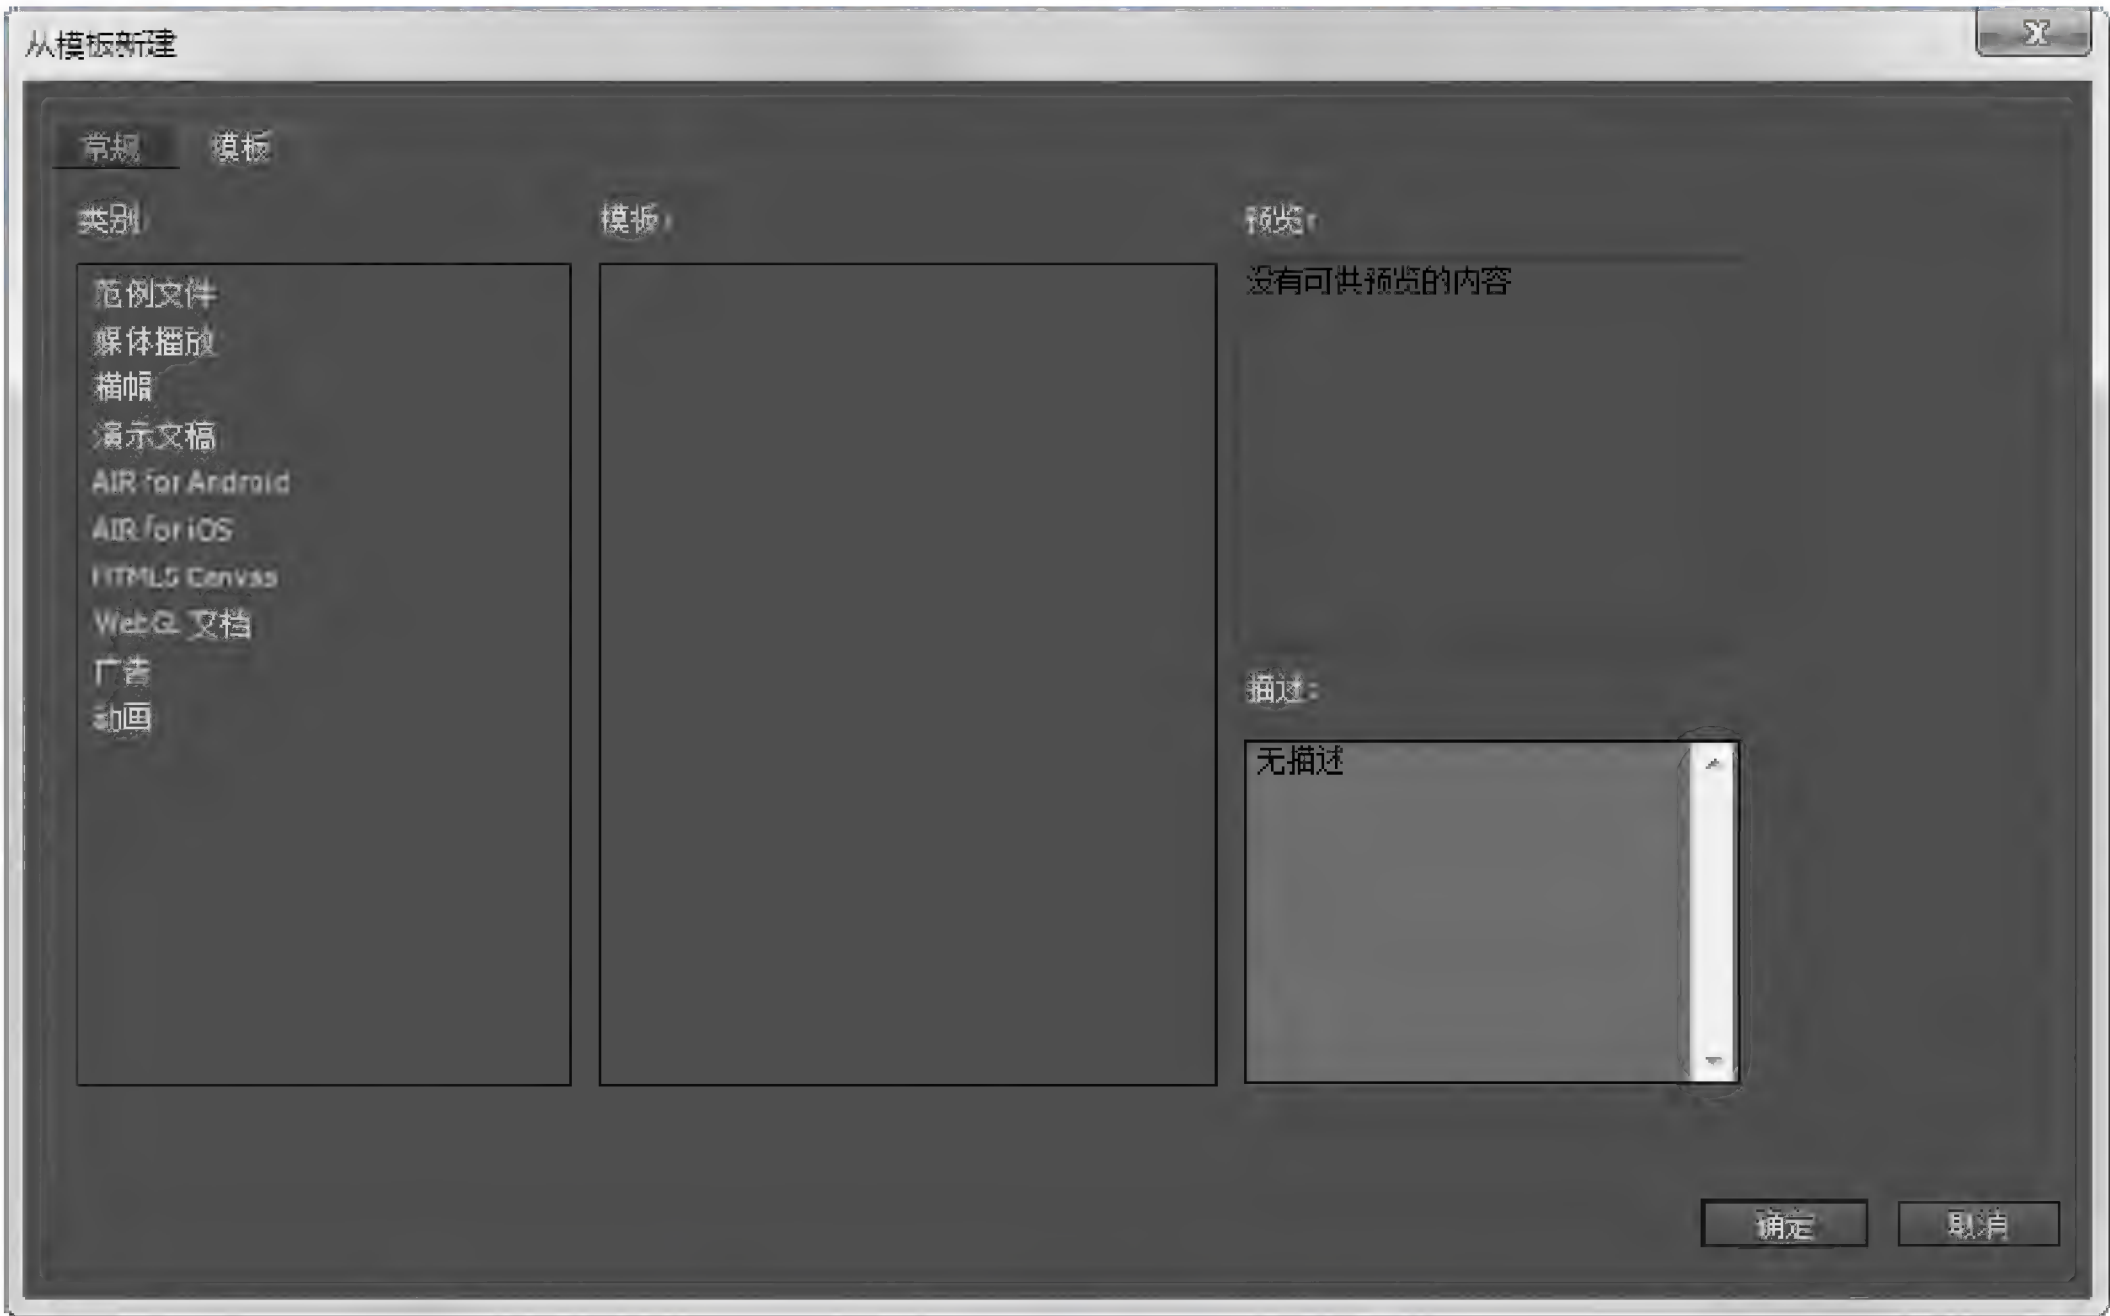 从模板新建
常规 模板
类别: 模板: 预览:
范例文件
媒体播放
横幅
演示文稿
AIR for Android
AIR for iOS
HTML5 Canvas
WebGL 文档
广告
动画
没有可供预览的内容
描述:
无描述
确定 取消